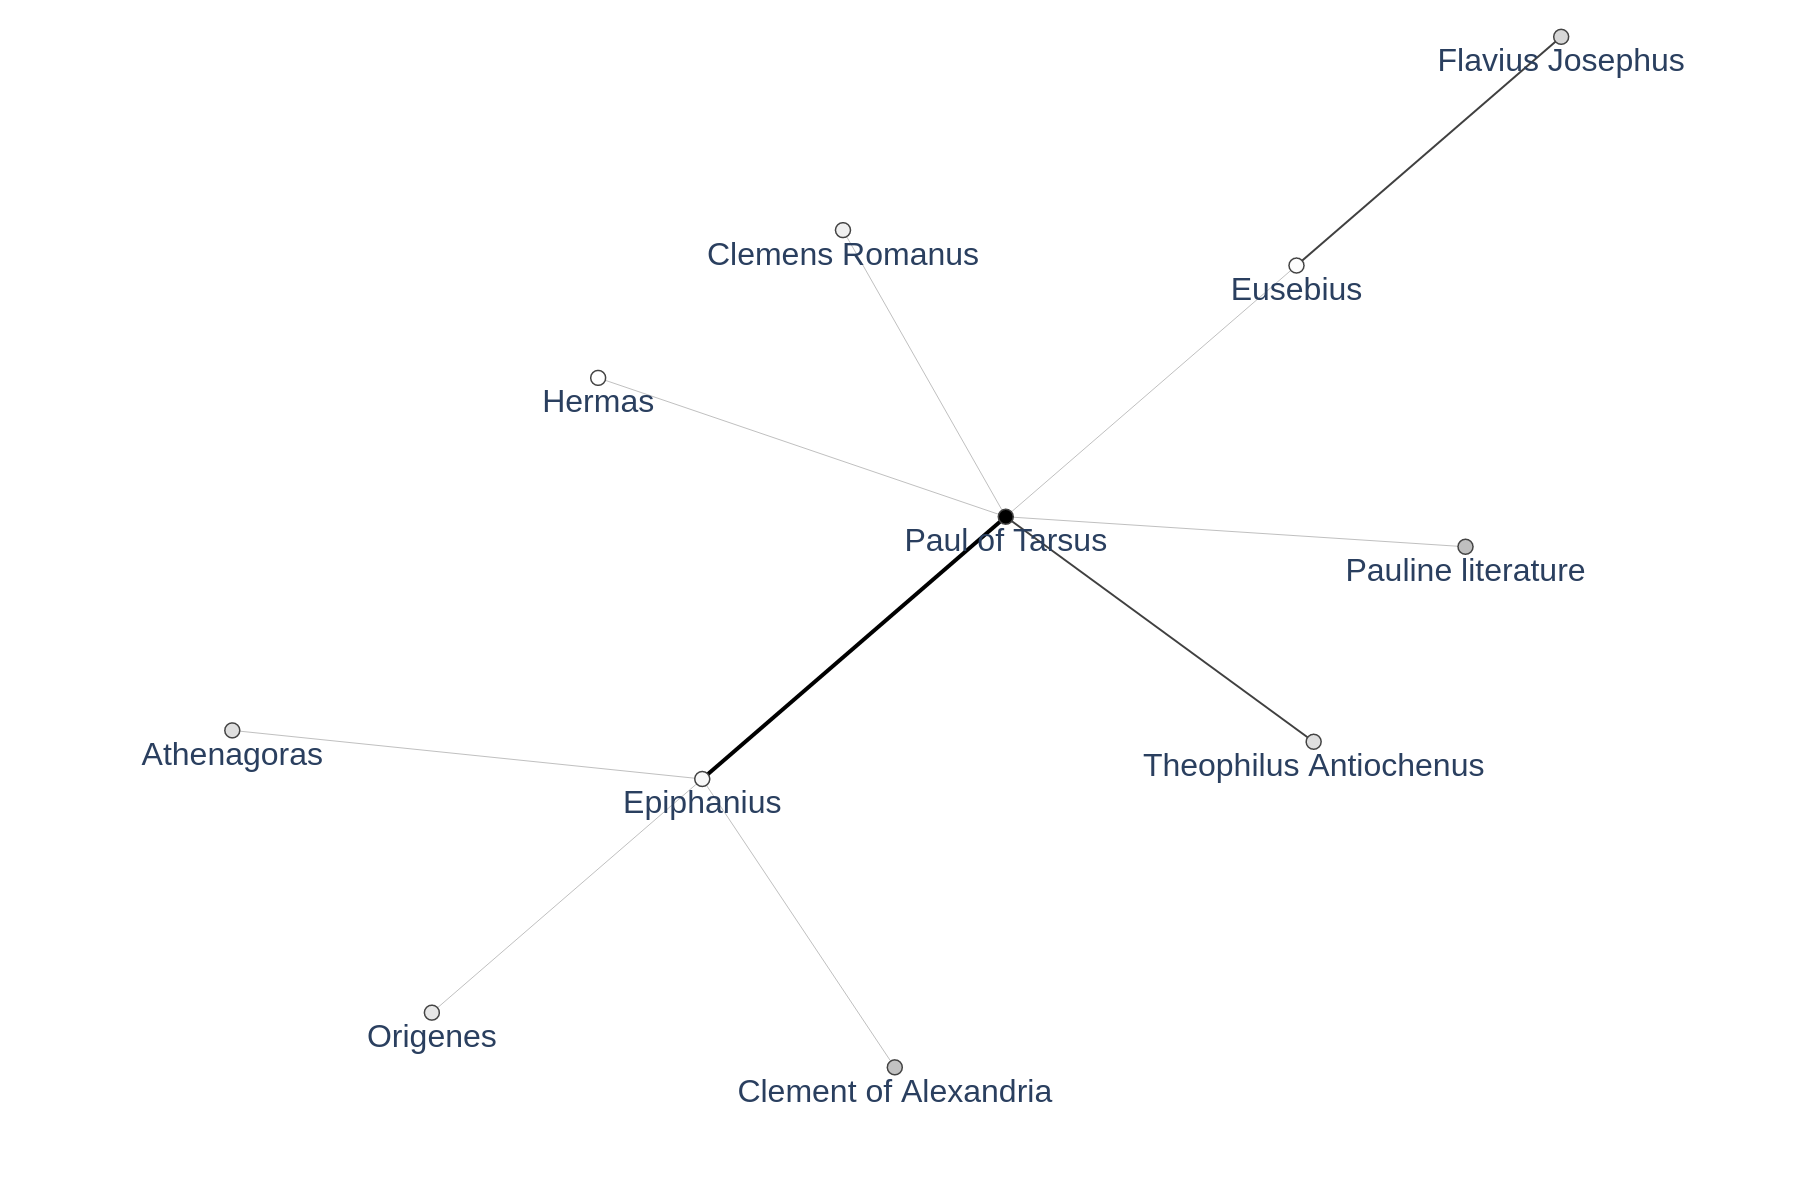 Flavius Josephus
Clemens Romanus
Eusebius
Hermas
Paul of Tarsus
Pauline literature
Athenagoras
Theophilus Antiochenus
Epiphanius
Origenes
Clement of Alexandria